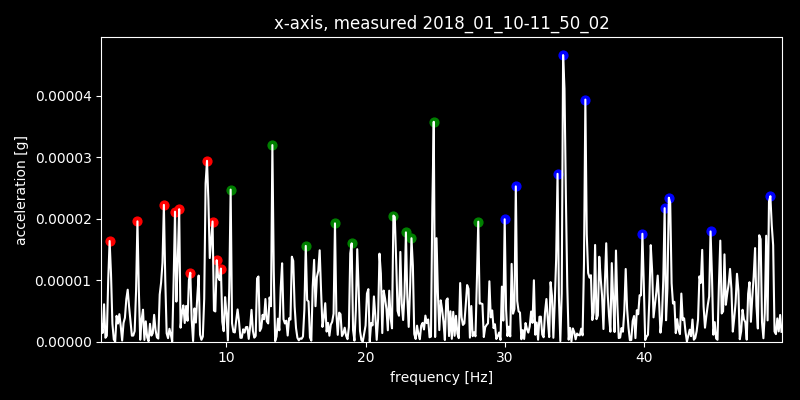 x-axis, measured 2018_01_10-11_50_02
acceleration [g]
0.00004
0.00003
0.00002
0.00001
0.00000
10 20 30 40
frequency [Hz]